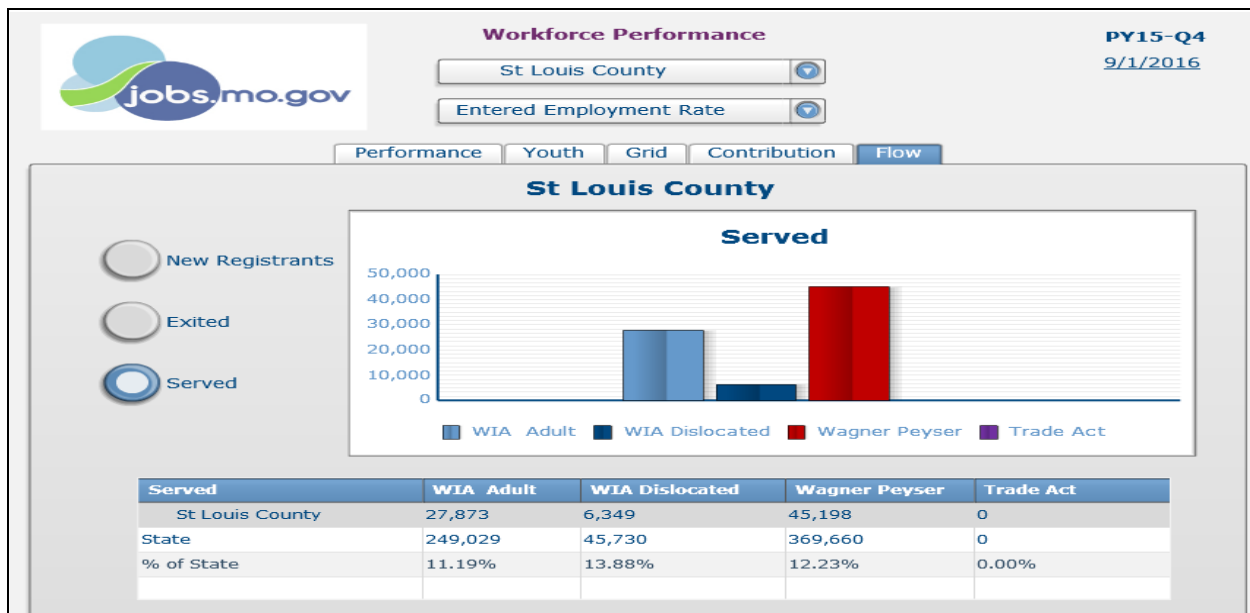 jobs.mo.gov
Workforce Performance
PY15-Q4
St Louis County
9/1/2016
Entered Employment Rate
Performance Youth Grid Contribution Flow
St Louis County
Served
New Registrants
Exited
Served
50,000
40,000
30,000
20,000
10,000
0
WIA Adult WIA Dislocated Wagner Peyser Trade Act
Served WIA Adult WIA Dislocated Wagner Peyser Trade Act
St Louis County 27,873 6,349 45,198 0
State 249,029 45,730 369,660 0
% of State 11.19% 13.88% 12.23% 0.00%